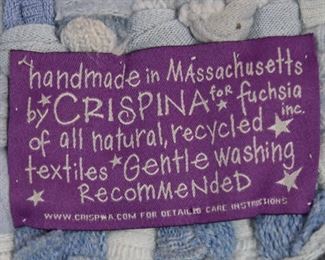 handmade in MAssachusetts
by CRISPINA for fuchsia inc.
of all natural, recycled
textiles * Gentle washing
RecomMeNdeD
WWW.CRISPINA.COM FOR DETAILED CARE INSTRUCTIONS